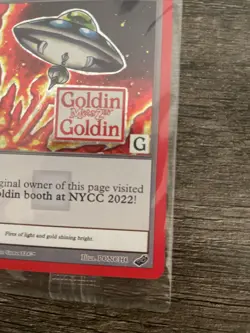 Goldin
Goldin
G
ginal owner of this page visited
oldin booth at NYCC 2022!
Fires of light and gold shining bright.